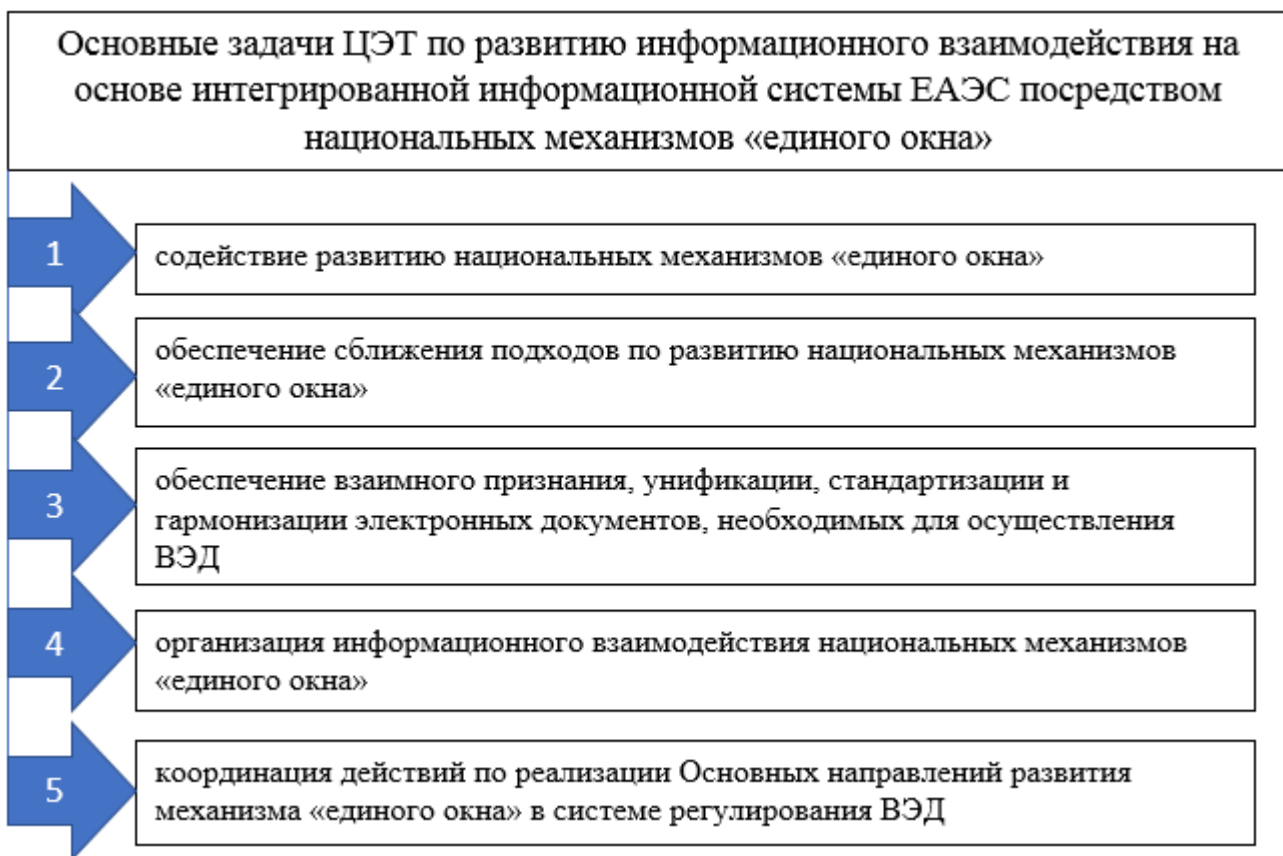 Основные задачи ЦЭТ по развитию информационного взаимодействия на
основе интегрированной информационной системы ЕАЭС посредством
национальных механизмов «единого окна»
1
содействие развитию национальных механизмов «единого окна»
2
обеспечение сближения подходов по развитию национальных механизмов
«единого окна»
3
обеспечение взаимного признания, унификации, стандартизации и
гармонизации электронных документов, необходимых для осуществления
ВЭД
4
организация информационного взаимодействия национальных механизмов
«единого окна»
5
координация действий по реализации Основных направлений развития
механизма «единого окна» в системе регулирования ВЭД